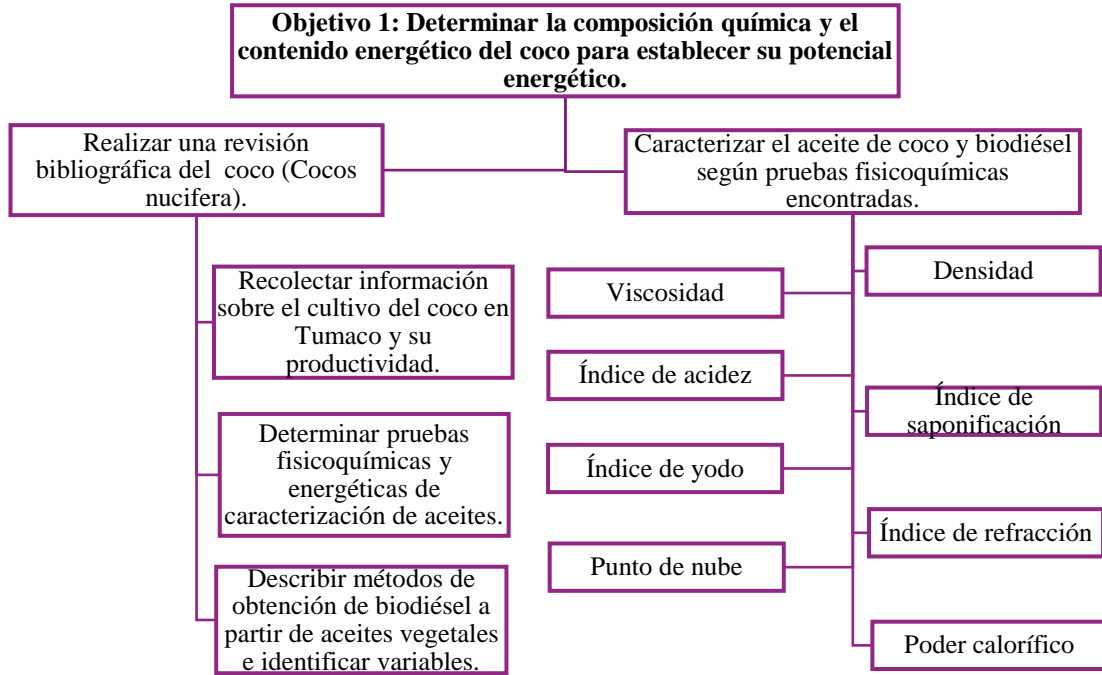 Objetivo 1: Determinar la composición química y el
contenido energético del coco para establecer su potencial
energético.
Realizar una revisión
bibliográfica del coco (Cocos
nucifera).
Recolectar información
sobre el cultivo del coco en
Tumaco y su
productividad.
Determinar pruebas
fisicoquímicas y
energéticas de
caracterización de aceites.
Describir métodos de
obtención de biodiésel a
partir de aceites vegetales
e identificar variables.
Caracterizar el aceite de coco y biodiésel
según pruebas fisicoquímicas
encontradas.
Viscosidad
Densidad
Índice de acidez
Índice de
saponificación
Índice de yodo
Índice de refracción
Punto de nube
Poder calorífico